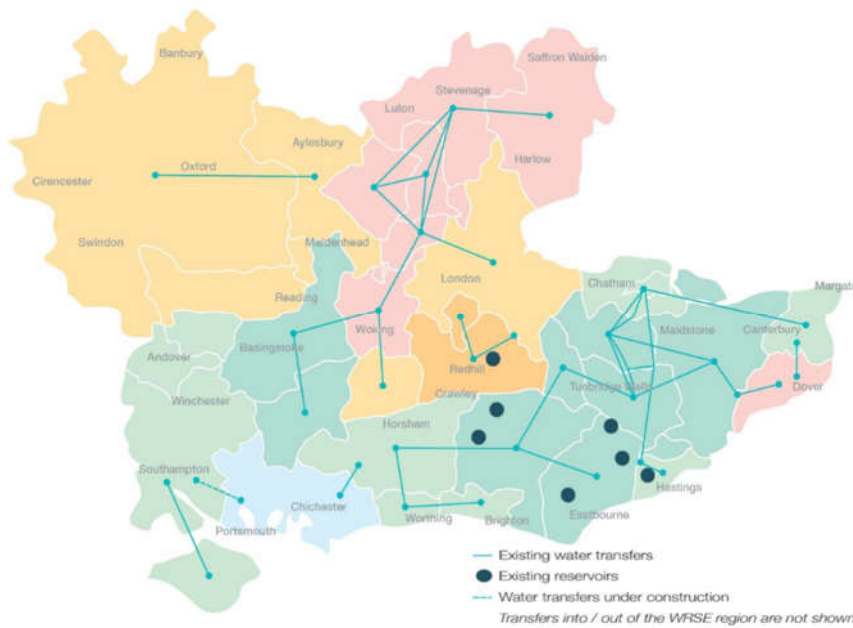 Banbury
Saffron Walden
Stevenage
Luton
Aylesbury
Harlow
Oxford
Cirencester
Swindon
Maidenhead
London
Reading
Chatham
Margate
Woking
Maidstone
Canterbury
Andover
Basingstoke
Redhill
Tunbridge Wells
Dover
Crawley
Winchester
Horsham
Southampton
Hastings
Chichester
Worthing
Brighton
Eastbourne
Portsmouth
Existing water transfers
Existing reservoirs
Water transfers under construction
Transfers into / out of the WRSE region are not shown